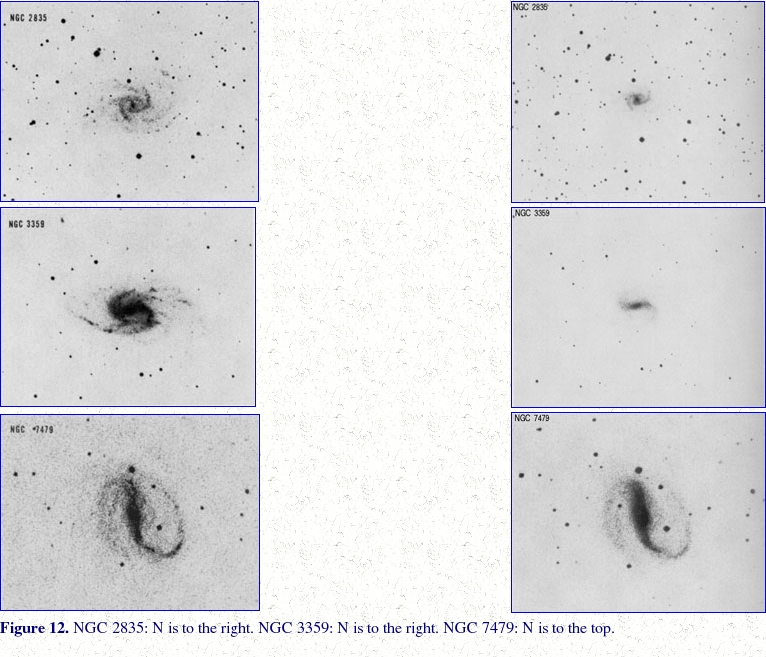 NGC 2835
NGC 2835
NGC 3359
NGC 3359
NGC 7479
NGC 7479
Figure 12. NGC 2835: N is to the right. NGC 3359: N is to the right. NGC 7479: N is to the top.